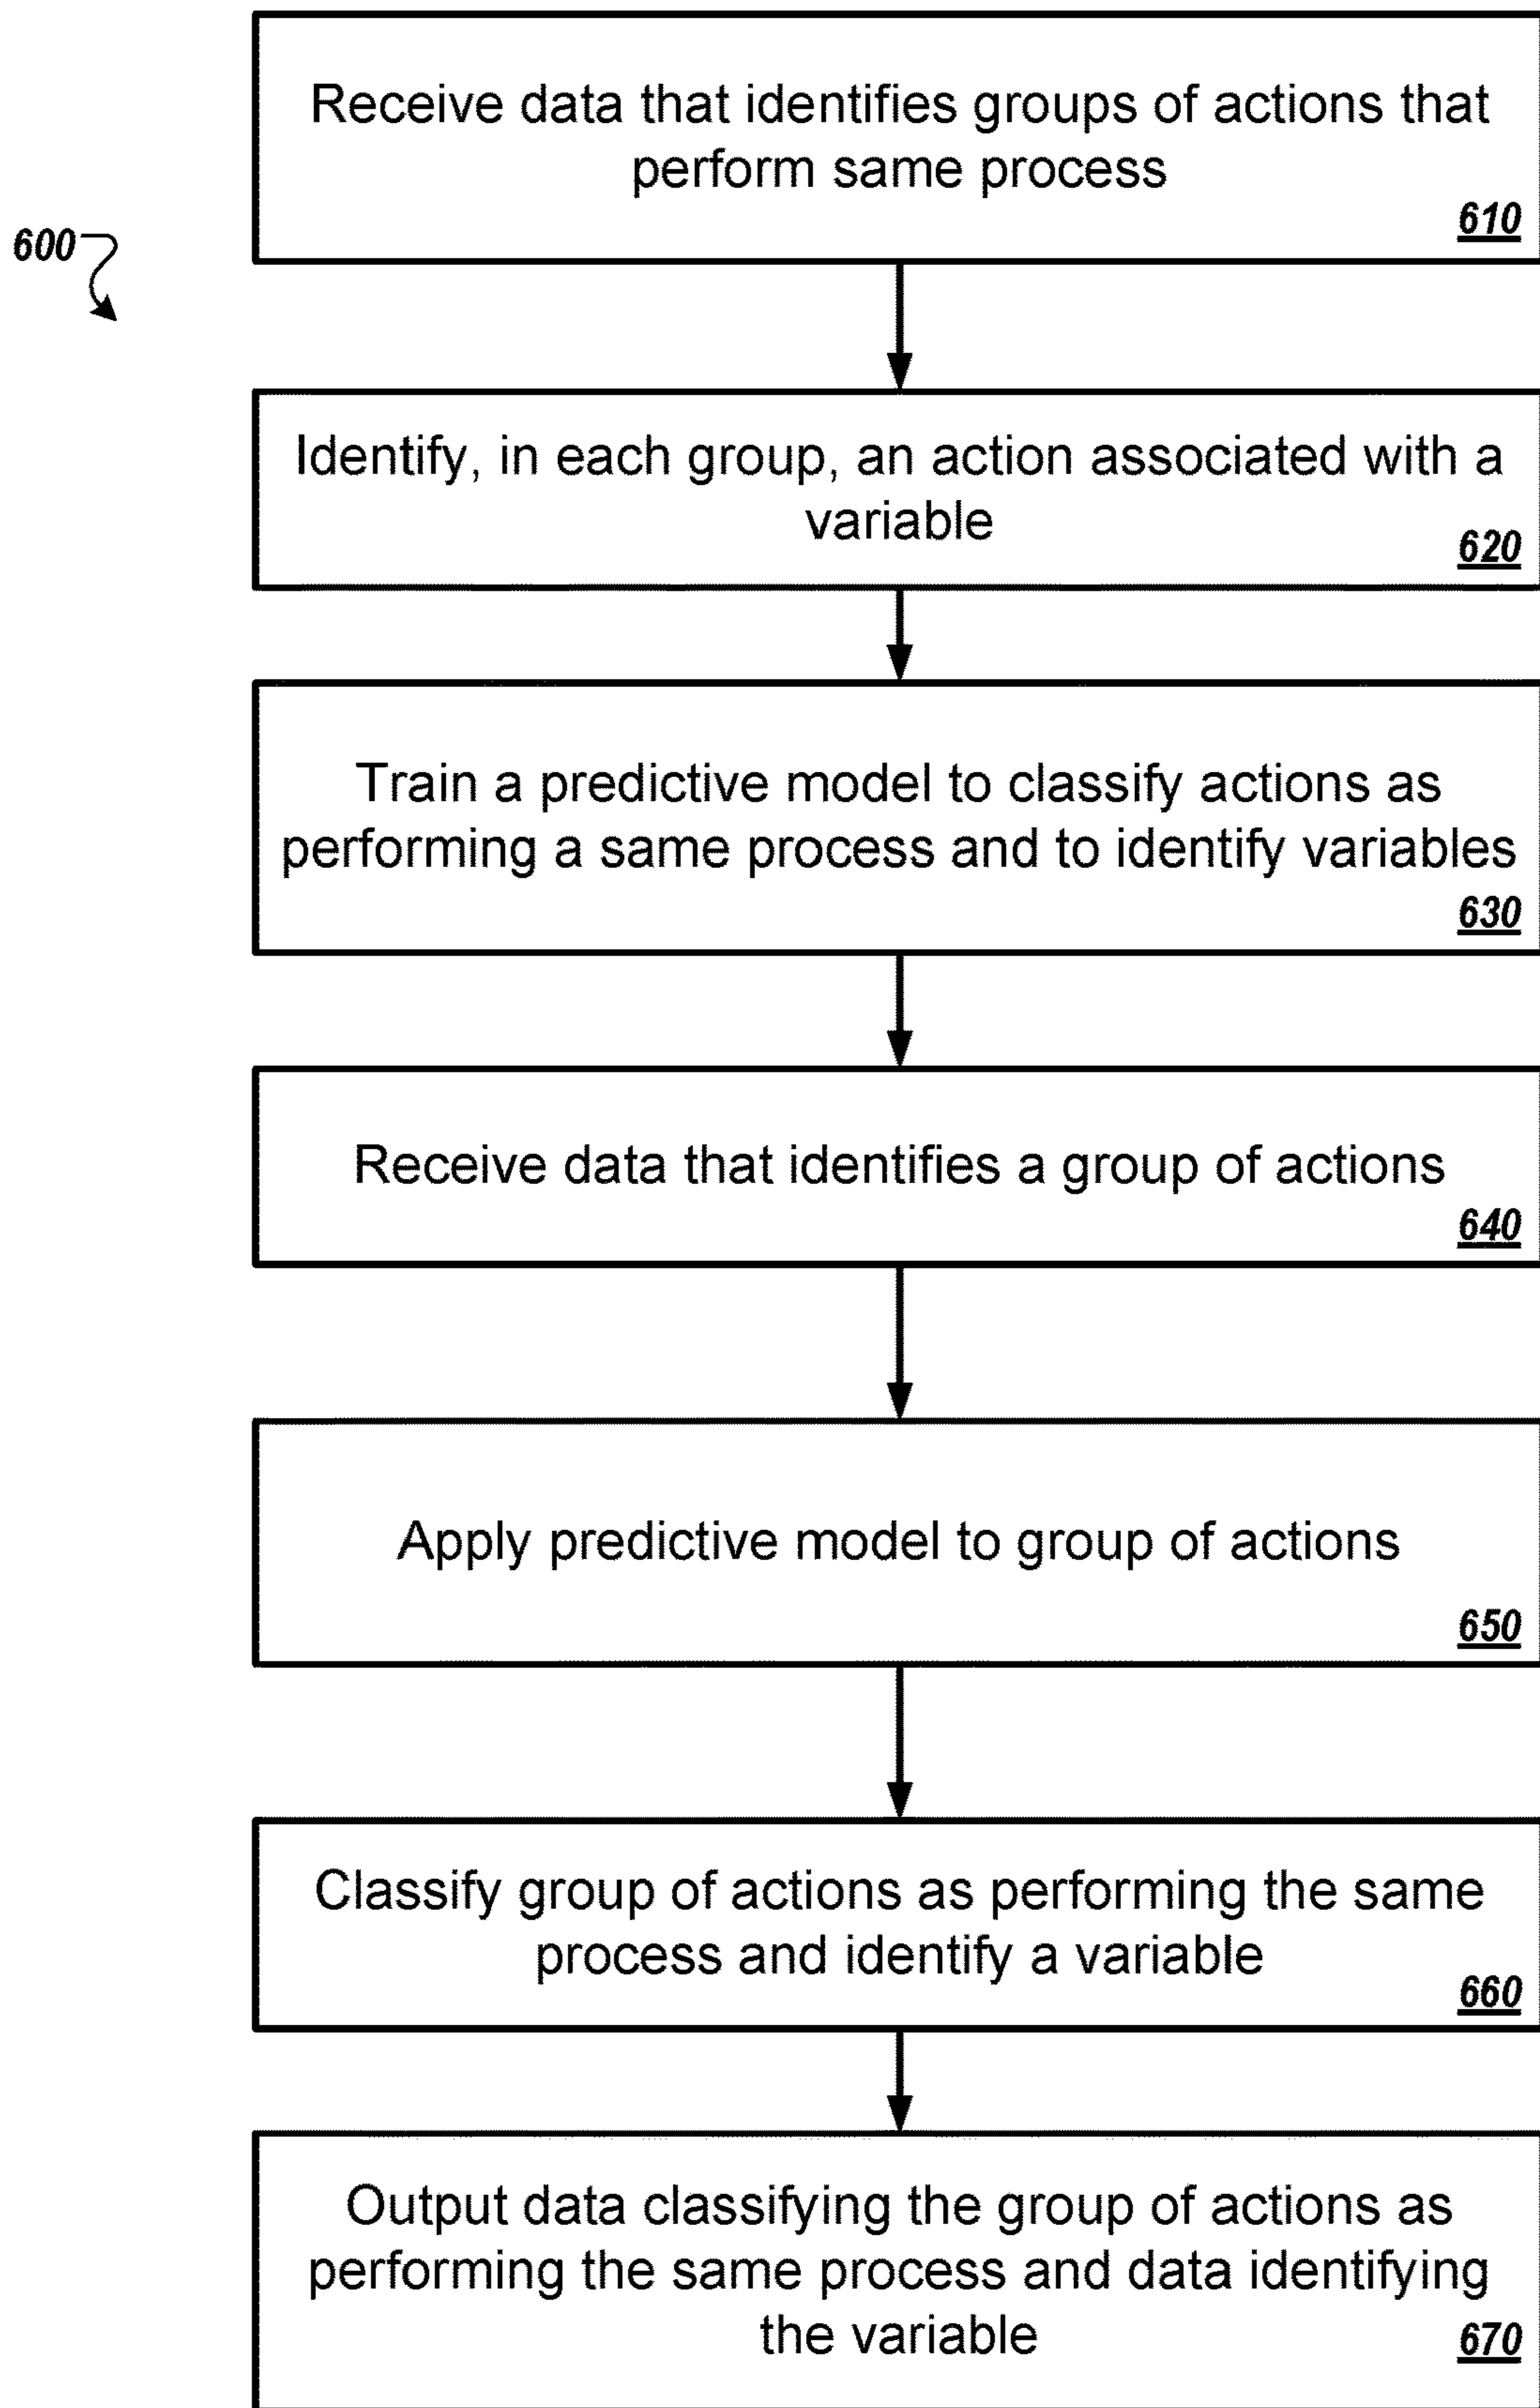 Receive data that identifies groups of actions that
perform same process
610
600
Identify, in each group, an action associated with a
variable
620
Train a predictive model to classify actions as
performing a same process and to identify variables
630
Receive data that identifies a group of actions
640
Apply predictive model to group of actions
650
Classify group of actions as performing the same
process and identify a variable
660
Output data classifying the group of actions as
performing the same process and data identifying
the variable
670